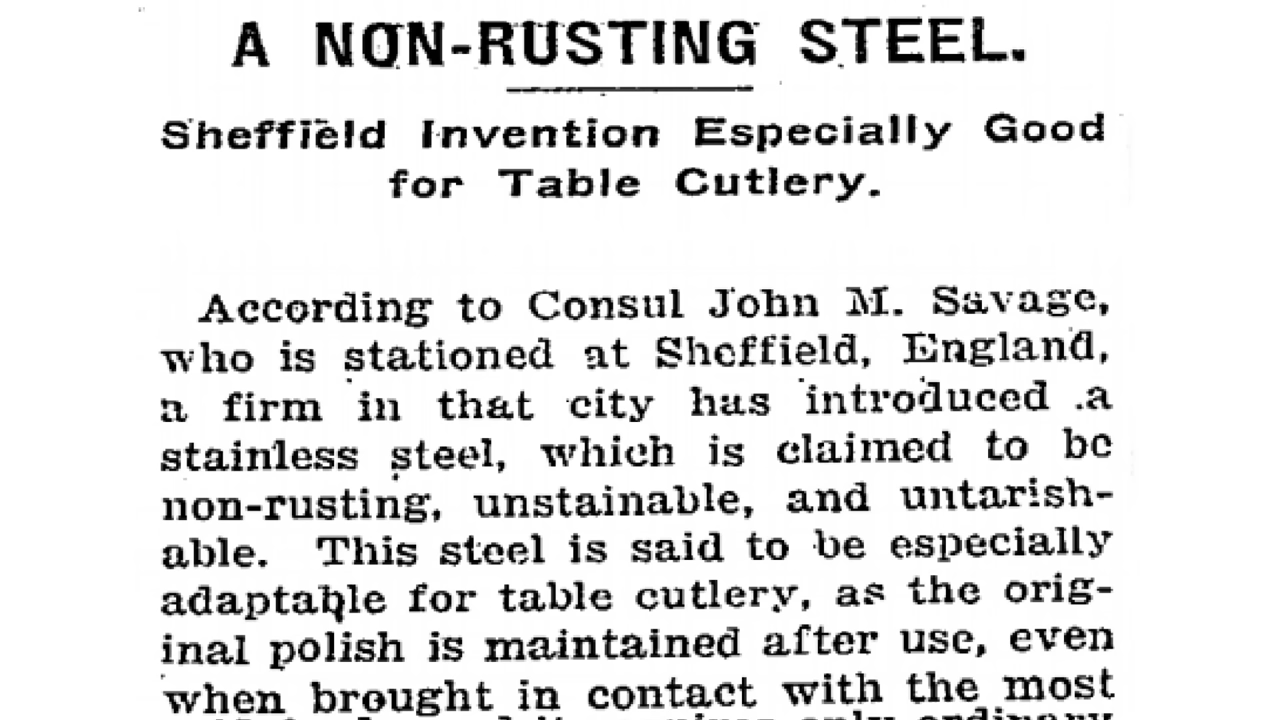 A NON-RUSTING STEEL.
Sheffield Invention Especially Good
for Table Cutlery.
According to Consul John M. Savage,
who is stationed at Sheffield, England,
a firm in that city has introduced a
stainless steel, which is claimed to be
non-rusting, unstainable, and untarish-
able. This steel is said to be especially
adaptable for table cutlery, as the orig-
inal polish is maintained after use, even
when brought in contact with the most
only ordinary